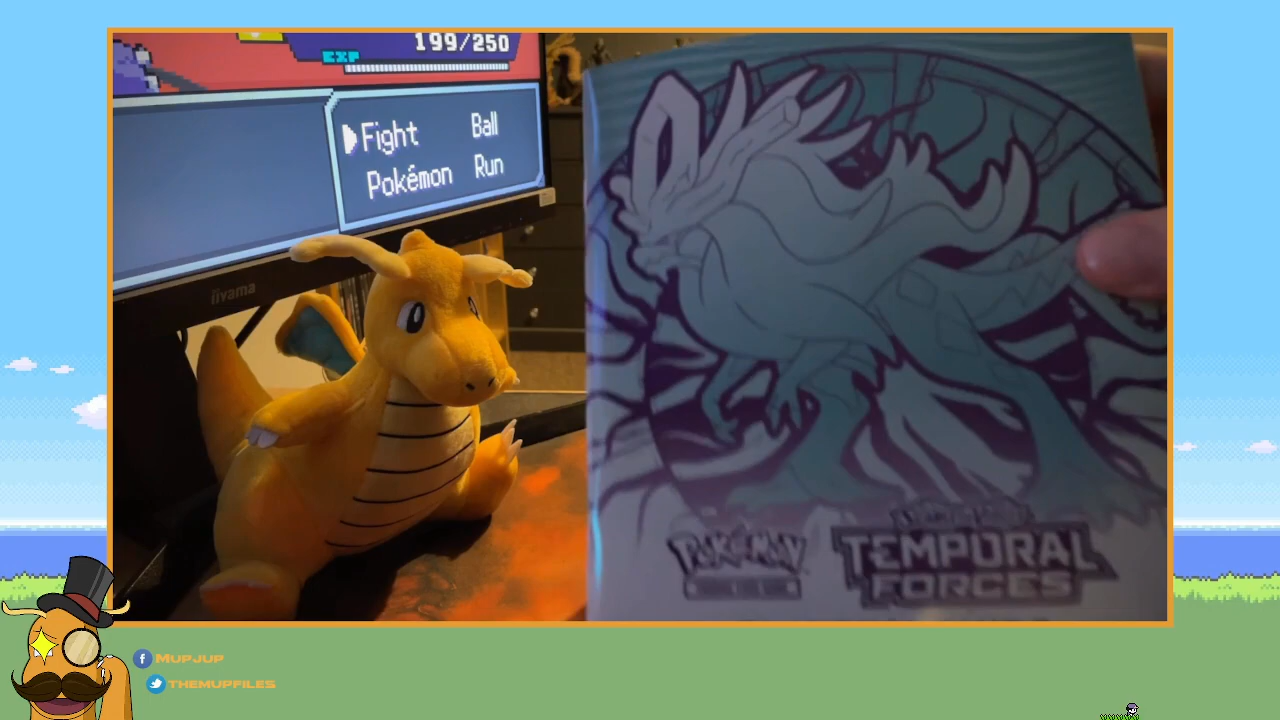 199/250
EXP
Fight Ball
Pokémon Run
iiyama
POKÉMON
TEMPORAL
FORCES
f MUPJUP
THEMUPFILES